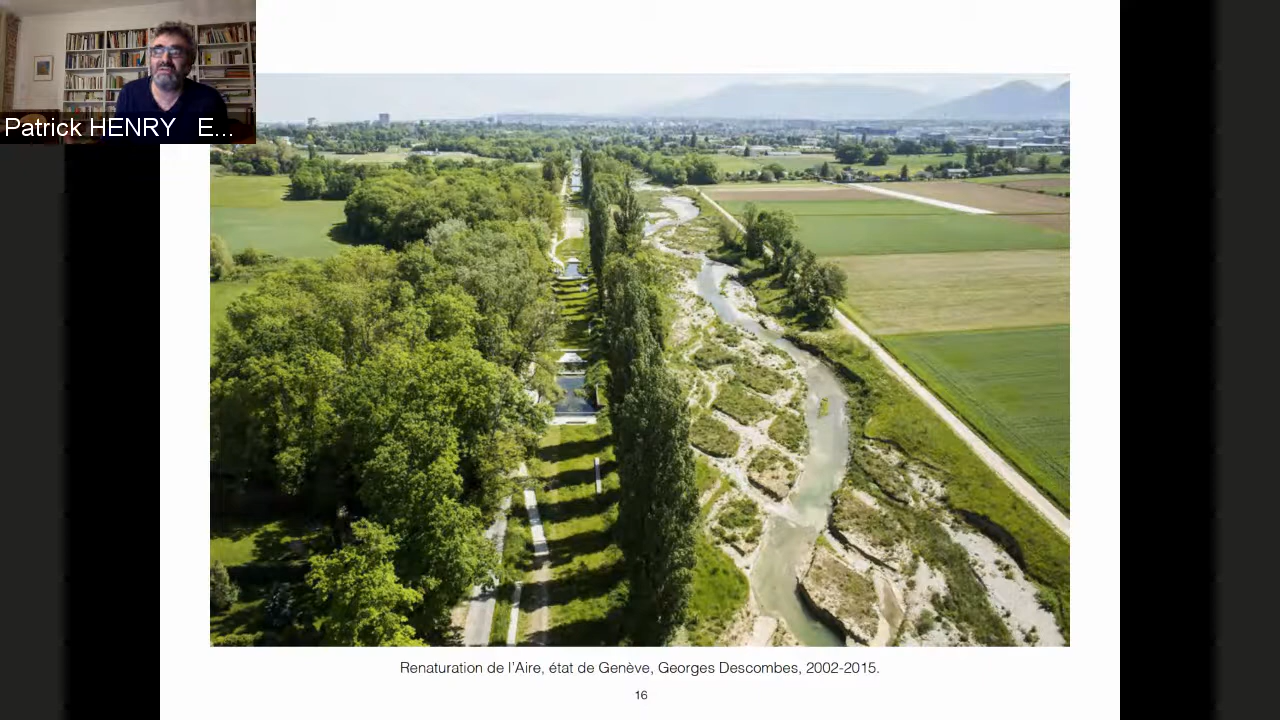 Patrick HENRY E...
Renaturation de l'Aire, état de Genève, Georges Descombes, 2002-2015.
16